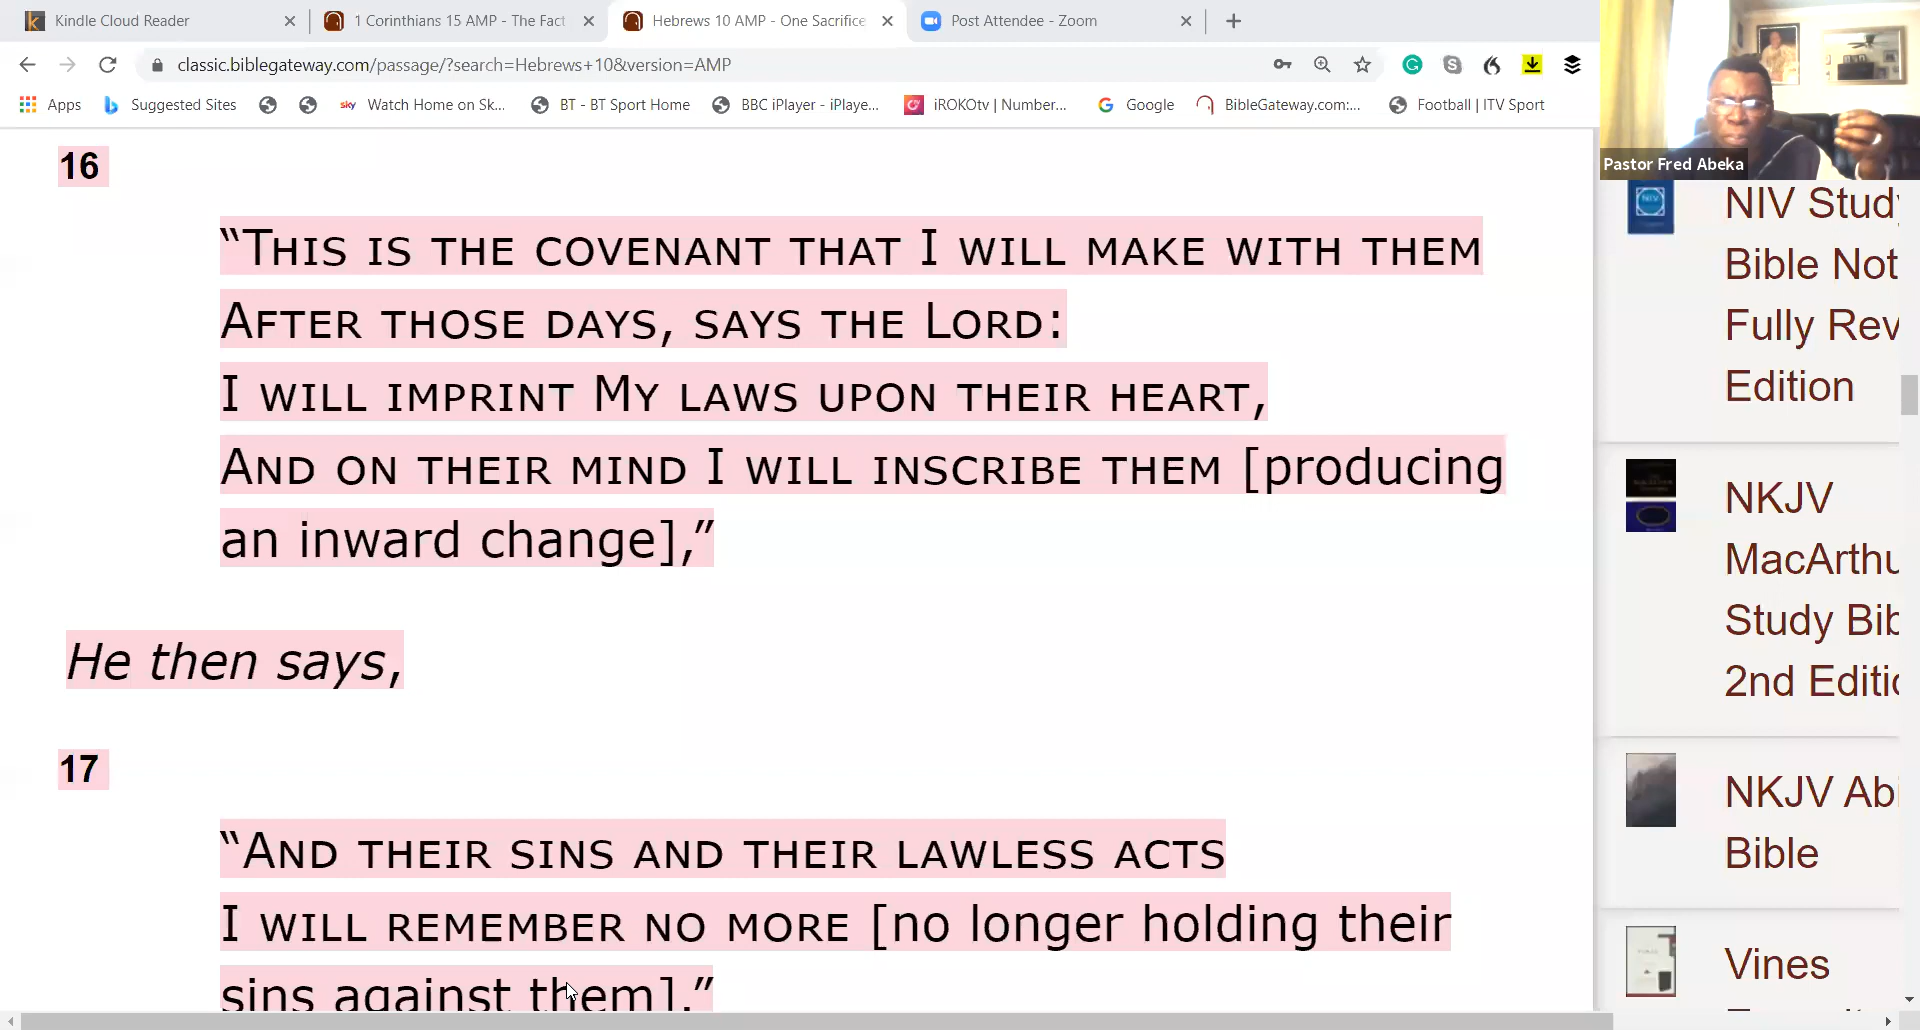 Kindle Cloud Reader
1 Corinthians 15 AMP - The Fact
Hebrews 10 AMP - One Sacrifice
Post Attendee - Zoom
classic.biblegateway.com/passage/?search=Hebrews+10&version=AMP
Apps
Suggested Sites
sky
Watch Home on Sk...
BT - BT Sport Home
BBC iPlayer - iPlaye...
iROKOtv | Number...
Google
BibleGateway.com:...
Football | ITV Sport
Pastor Fred Abeka
16
“THIS IS THE COVENANT THAT I WILL MAKE WITH THEM
AFTER THOSE DAYS, SAYS THE LORD:
I WILL IMPRINT MY LAWS UPON THEIR HEART,
AND ON THEIR MIND I WILL INSCRIBE THEM [producing
an inward change],”
He then says,
17
“AND THEIR SINS AND THEIR LAWLESS ACTS
I WILL REMEMBER NO MORE [no longer holding their
sins against them].”
NIV
NIV Study
Bible Not
Fully Rev
Edition
NKJV
MacArthu
Study Bib
2nd Editio
NKJV Abi
Bible
Vines